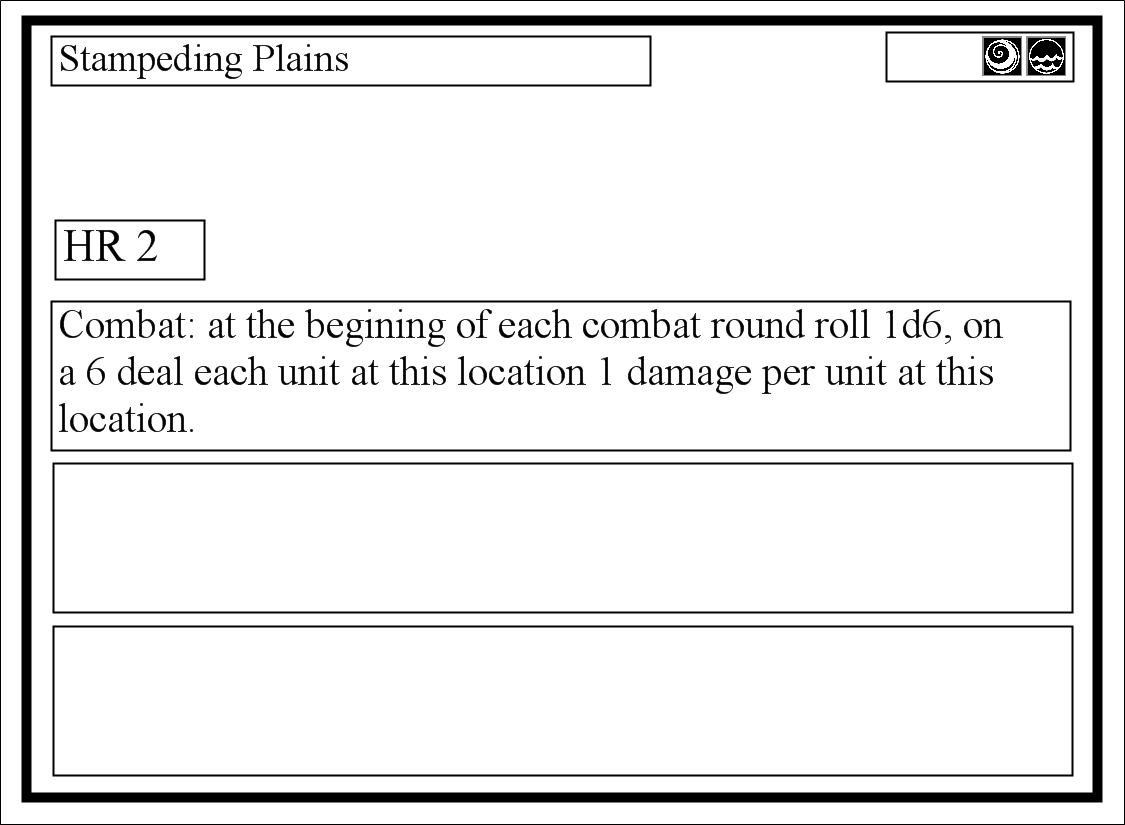 Stampeding Plains
HR 2
Combat: at the begining of each combat round roll 1d6, on
a 6 deal each unit at this location 1 damage per unit at this
location.